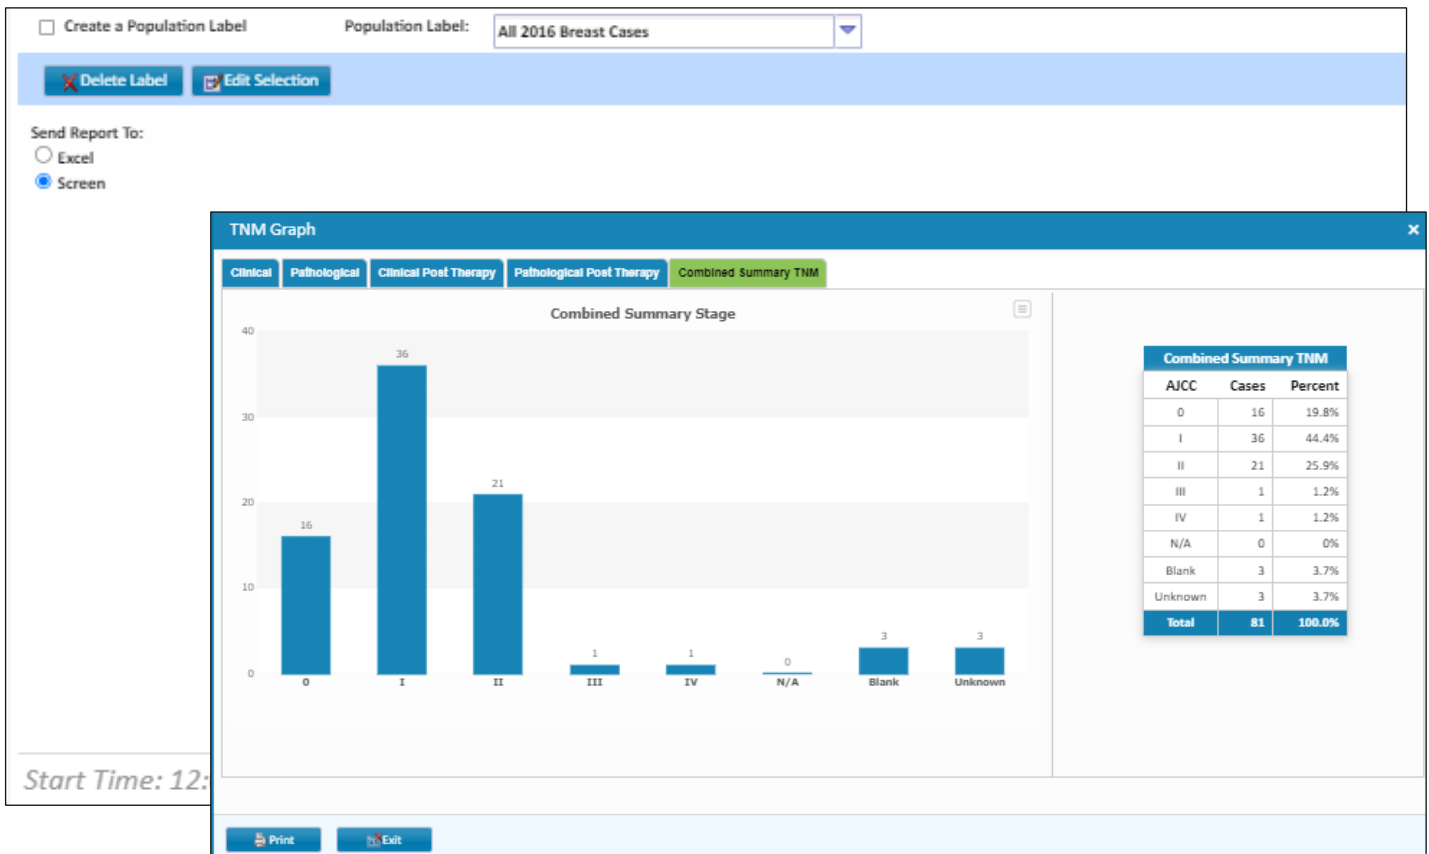 Create a Population Label Population Label: All 2016 Breast Cases
Delete Label Edit Selection
Send Report To:
Excel
Screen
TNM Graph
Clinical Pathological Clinical Post Therapy Pathological Post Therapy Combined Summary TNM
Combined Summary Stage
40
30
20
10
0
16
36
21
1
1
0
3
3
0 I II III IV N/A Blank Unknown
Combined Summary TNM
AJCC Cases Percent
0 16 19.8%
I 36 44.4%
II 21 25.9%
III 1 1.2%
IV 1 1.2%
N/A 0 0%
Blank 3 3.7%
Unknown 3 3.7%
Total 81 100.0%
Start Time: 12:
Print Exit